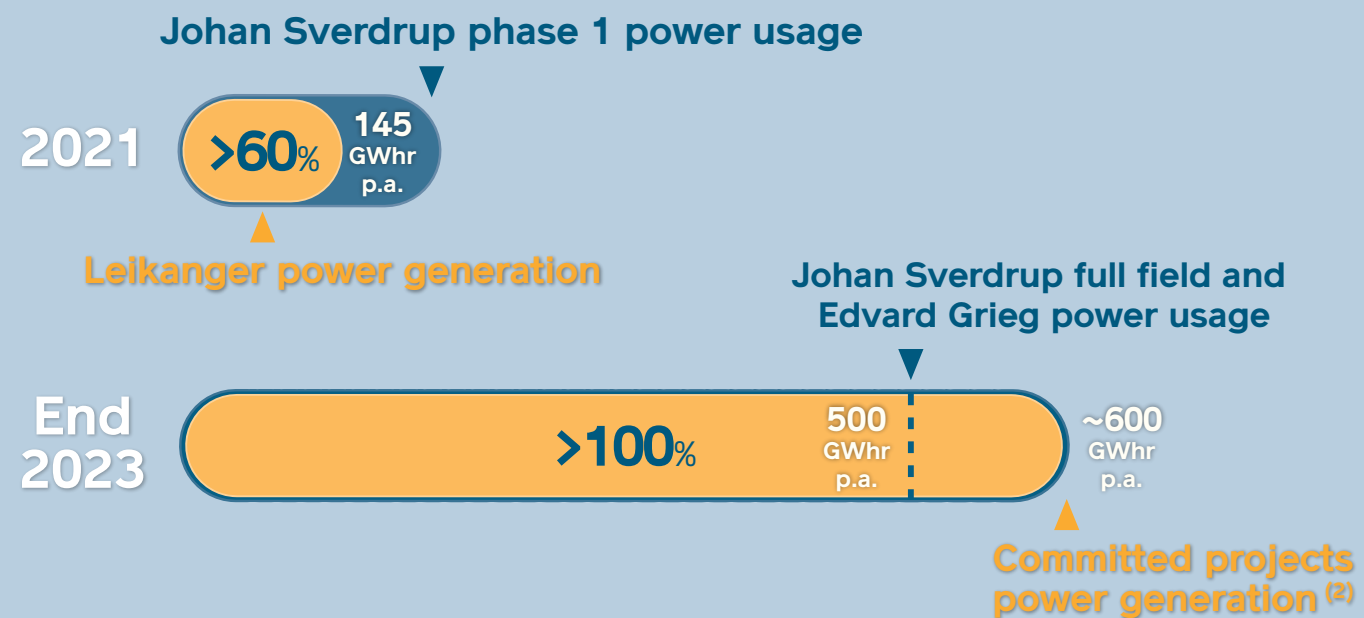 Johan Sverdrup phase 1 power usage
2021
>60%
145
GWhr
p.a.
Leikanger power generation
Johan Sverdrup full field and
Edvard Grieg power usage
End
2023
>100%
500
GWhr
p.a.
~600
GWhr
p.a.
Committed projects
power generation (2)